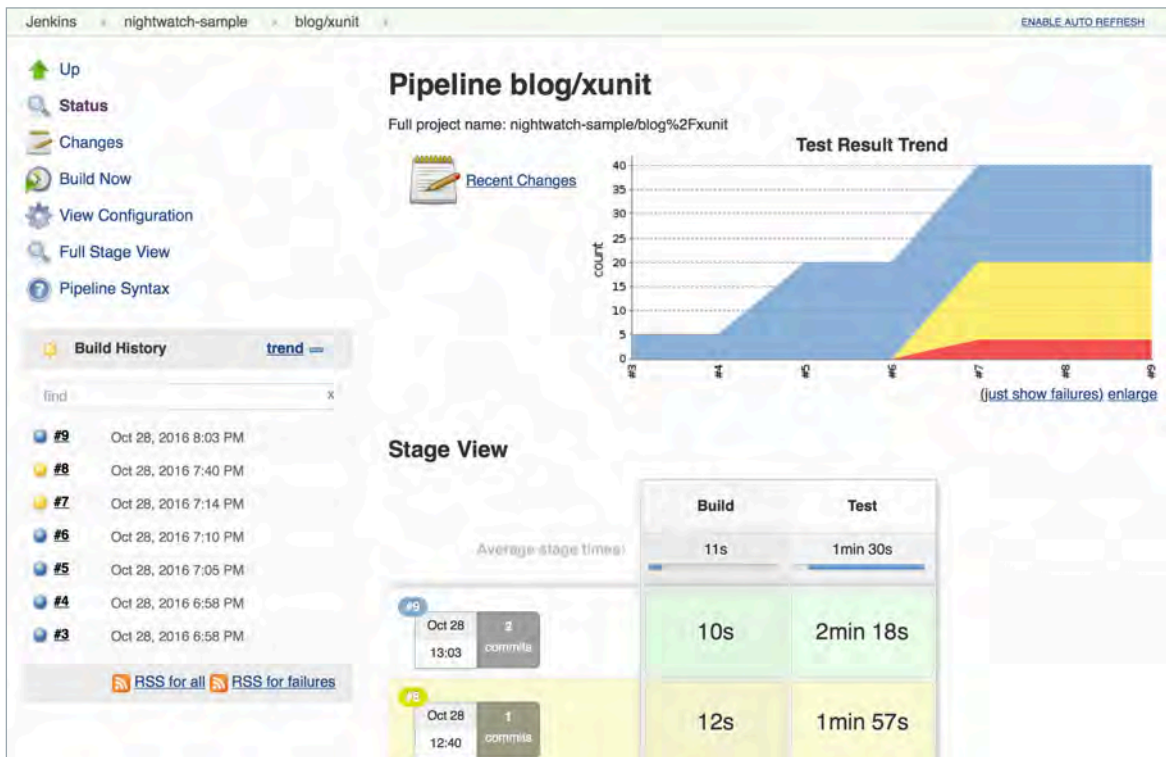 Jenkins nightwatch-sample blog/xunit ENABLE AUTO REFRESH
Up
Status
Changes
Build Now
View Configuration
Full Stage View
Pipeline Syntax
Build History trend
find x
#9 Oct 28, 2016 8:03 PM
#8 Oct 28, 2016 7:40 PM
#7 Oct 28, 2016 7:14 PM
#6 Oct 28, 2016 7:10 PM
#5 Oct 28, 2016 7:05 PM
#4 Oct 28, 2016 6:58 PM
#3 Oct 28, 2016 6:58 PM
RSS for all RSS for failures
Pipeline blog/xunit
Full project name: nightwatch-sample/blog%2Fxunit
Recent Changes
Test Result Trend
count
40
35
30
25
20
15
10
5
0
#3 #4 #5 #6 #7 #8 #9
(just show failures) enlarge
Stage View
Build Test
Average stage times: 11s 1min 30s
#9
Oct 28 2
13:03 commits
10s 2min 18s
#8
Oct 28 1
12:40 commits
12s 1min 57s